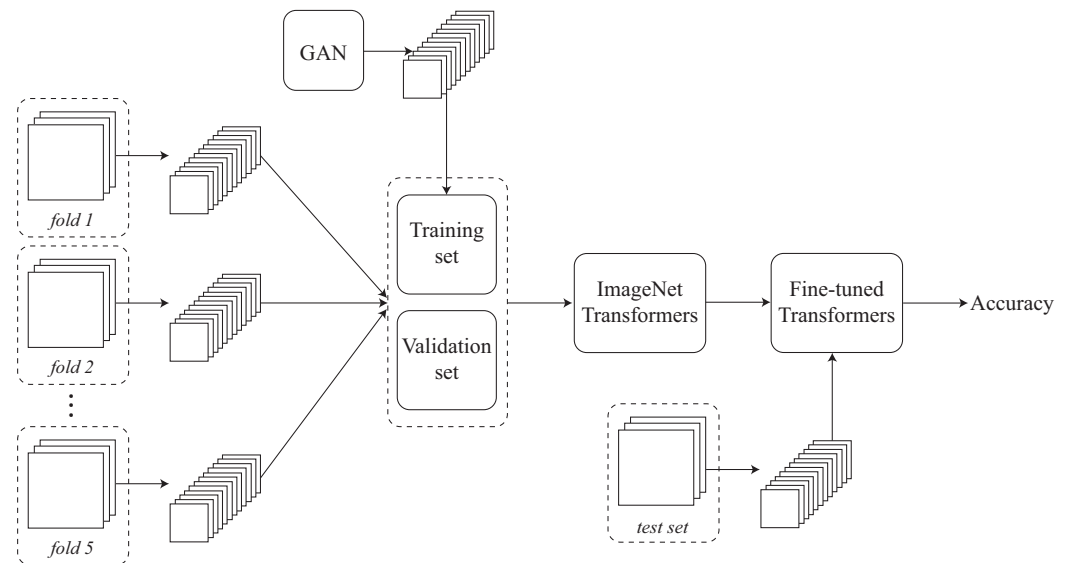 GAN
fold 1
fold 2
fold 5
Training
set
Validation
set
ImageNet
Transformers
Fine-tuned
Transformers
Accuracy
test set